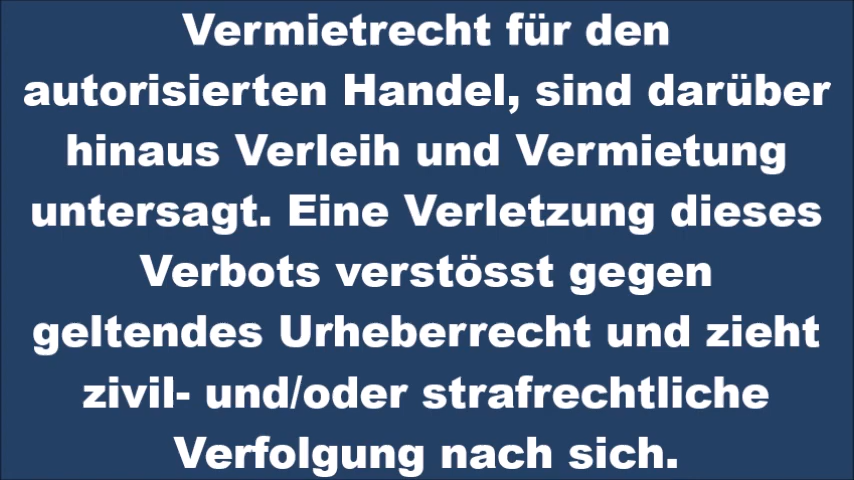 Vermietrecht für den
autorisierten Handel, sind darüber
hinaus Verleih und Vermietung
untersagt. Eine Verletzung dieses
Verbots verstösst gegen
geltendes Urheberrecht und zieht
zivil- und/oder strafrechtliche
Verfolgung nach sich.